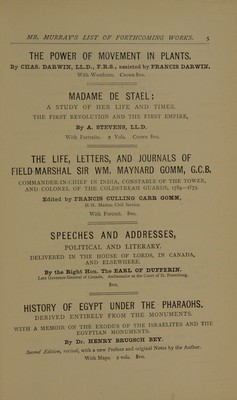 MR. MURRAY'S LIST OF FORTHCOMING WORKS. 5
THE POWER OF MOVEMENT IN PLANTS.
By CHAS. DARWIN, LL.D., F.R.S., assisted by FRANCIS DARWIN.
With Woodcuts. Crown 8vo.
MADAME DE STAEL:
A STUDY OF HER LIFE AND TIMES.
THE FIRST REVOLUTION AND THE FIRST EMPIRE,
By A. STEVENS, LL.D.
With Portraits. 2 Vols. Crown 8vo.
THE LIFE, LETTERS, AND JOURNALS OF
FIELD-MARSHAL SIR WM. MAYNARD GOMM, G.C.B.
COMMANDER-IN-CHIEF IN INDIA, CONSTABLE OF THE TOWER,
AND COLONEL OF THE COLDSTREAM GUARDS, 1784–1875.
Edited by FRANCIS CULLING CARR GOMM,
H.M. Madras Civil Service.
With Portrait. 8vo.
SPEECHES AND ADDRESSES,
POLITICAL AND LITERARY.
DELIVERED IN THE HOUSE OF LORDS, IN CANADA,
AND ELSEWHERE.
By the Right Hon. The EARL OF DUFFERIN.
Late Governor-General of Canada, Ambassador at the Court of St. Petersburg.
8vo.
HISTORY OF EGYPT UNDER THE PHARAOHS.
DERIVED ENTIRELY FROM THE MONUMENTS.
WITH A MEMOIR ON THE EXODUS OF THE ISRAELITES AND THE
EGYPTIAN MONUMENTS.
By Dr. HENRY BRUGSCH BEY.
Second Edition, revised, with a new Preface and original Notes by the Author.
With Maps. 2 vols. 8vo.